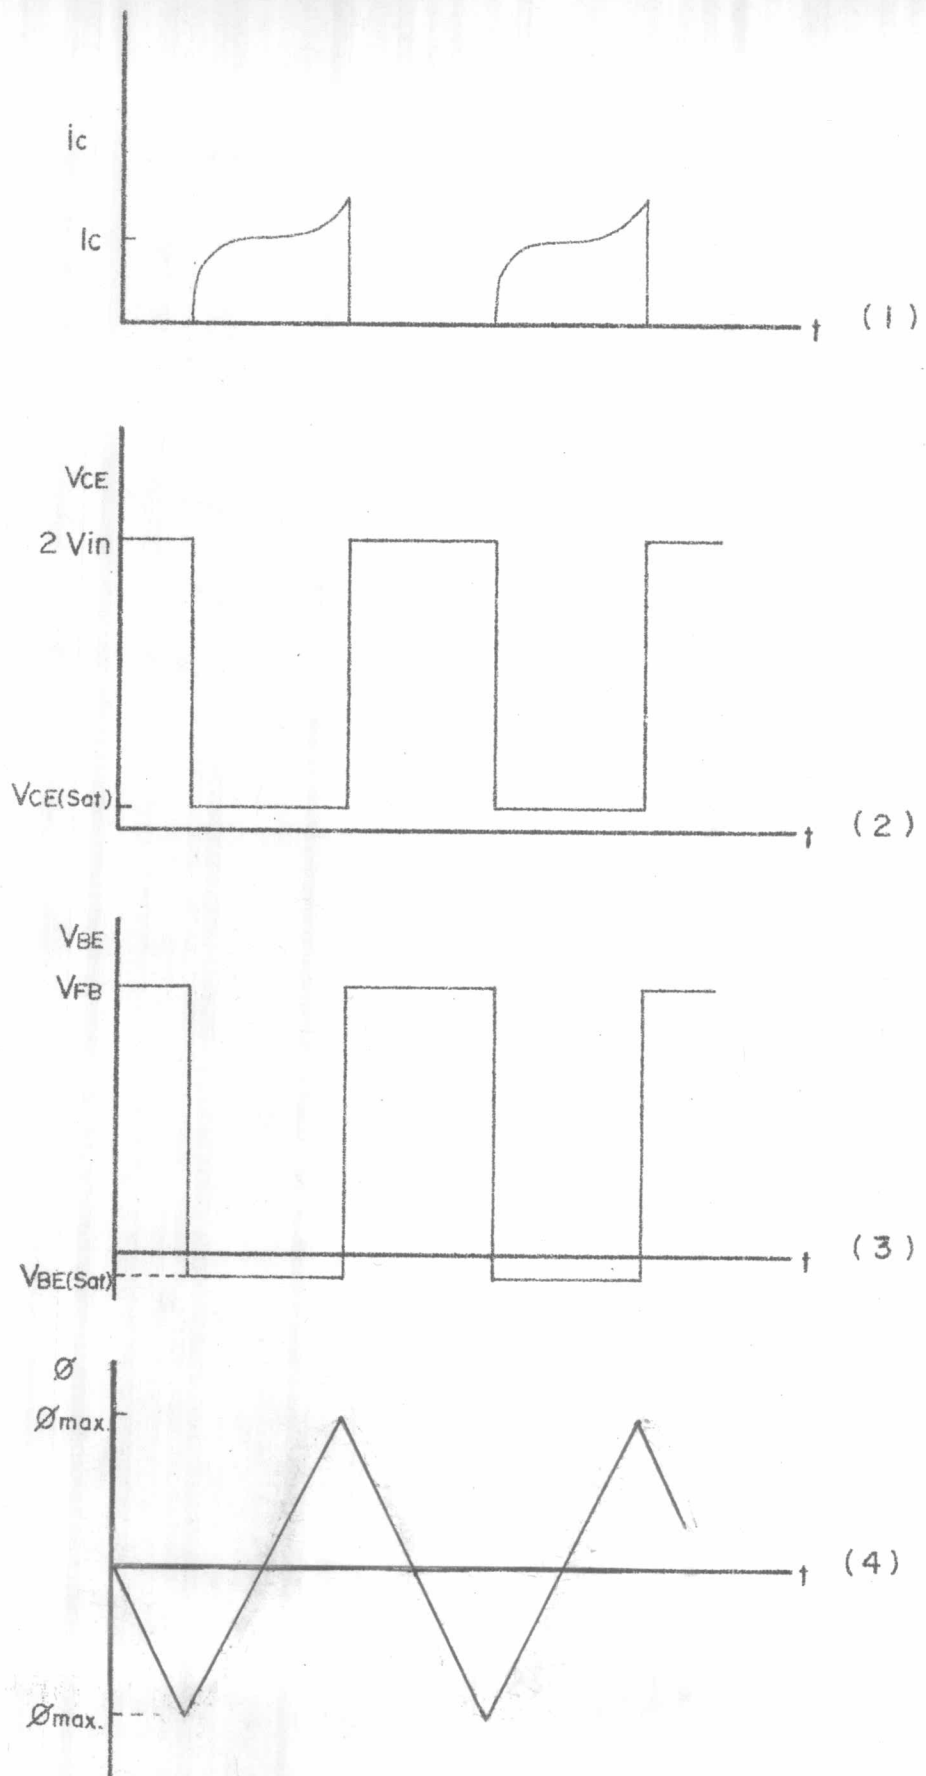 ic
Ic
t (1)
VCE
2 Vin
VCE(Sat)
t (2)
VBE
VFB
t (3)
VBE(Sat)
Ø
Ømax.
t (4)
Ømax.